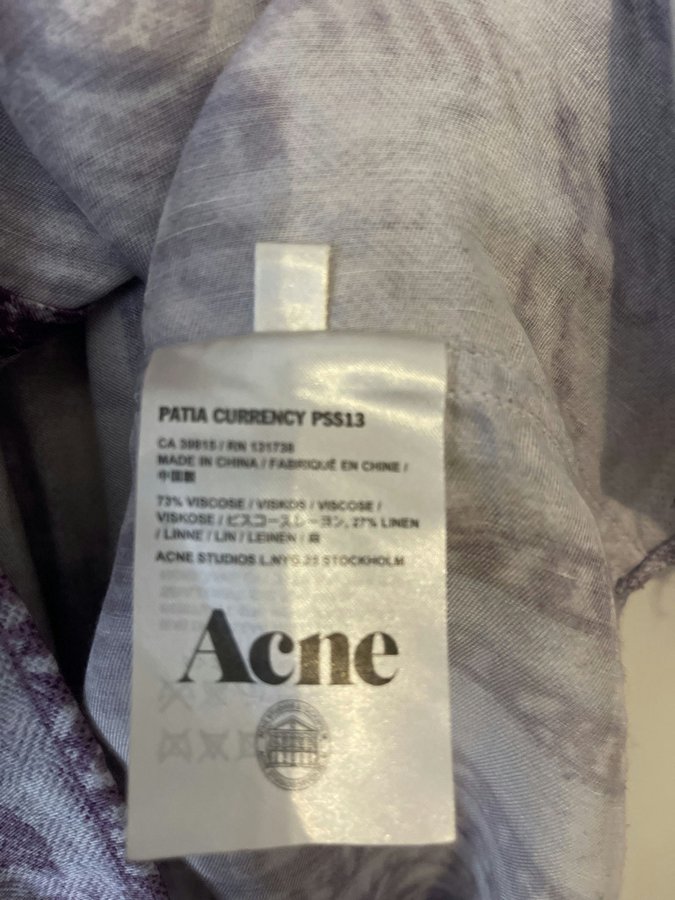 PATIA CURRENCY PSS13
CA 39815 / RN 131738
MADE IN CHINA / FABRIQUÉ EN CHINE /
中国製
73% VISCOSE / VISKOS / VISCOSE /
VISKOSE / ビスコースレーヨン, 27% LINEN
/ LINNE / LIN / LEINEN / 麻
ACNE STUDIOS L.NYG.23 STOCKHOLM
Acne